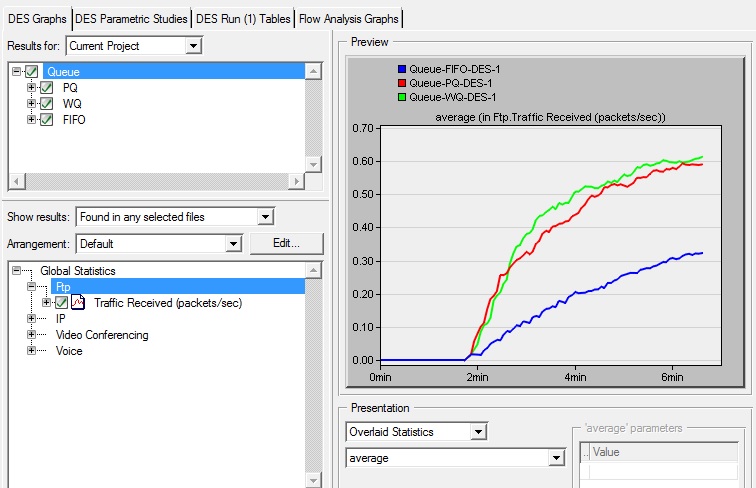 DES Graphs DES Parametric Studies DES Run (1) Tables Flow Analysis Graphs
Results for: Current Project
Queue
PQ
WQ
FIFO
Show results: Found in any selected files
Arrangement: Default Edit...
Global Statistics
Ftp
Traffic Received (packets/sec)
IP
Video Conferencing
Voice
Preview
Queue-FIFO-DES-1
Queue-PQ-DES-1
Queue-WQ-DES-1
average (in Ftp.Traffic Received (packets/sec))
0.70
0.60
0.50
0.40
0.30
0.20
0.10
0.00
0min 2min 4min 6min
Presentation
Overlaid Statistics
average
'average' parameters
.. Value